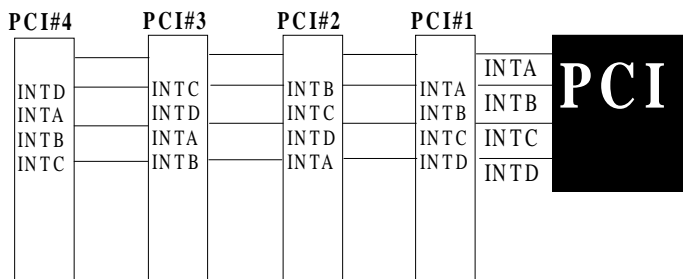 PCI#4 PCI#3 PCI#2 PCI#1
INTA
INTB
INTC
INTD
PCI
INTD INTC INTB INTA
INTA INTD INTC INTB
INTB INTA INTD INTC
INTC INTB INTA INTD